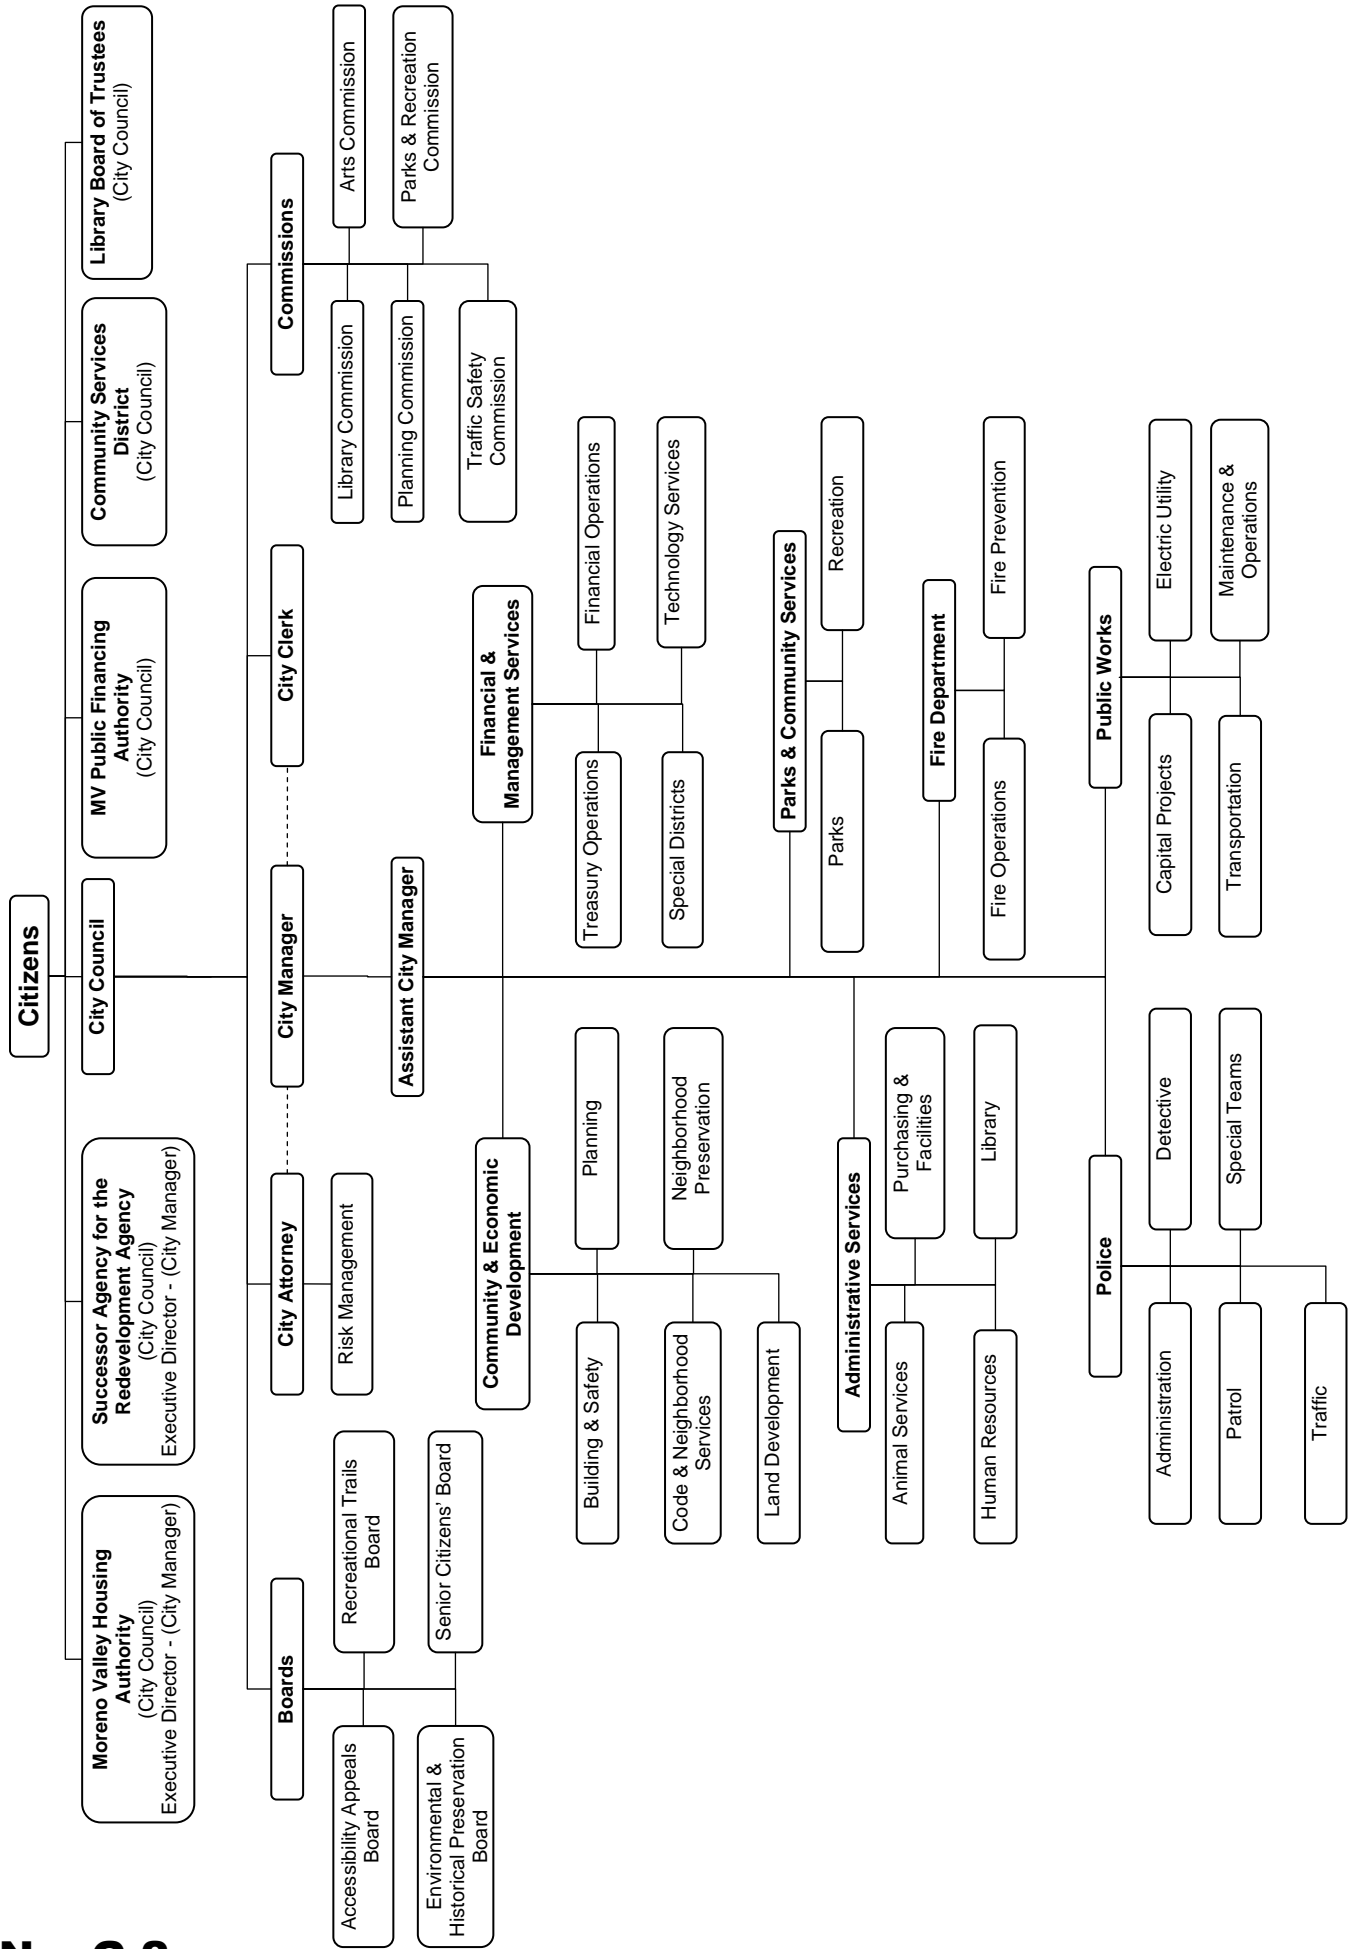 Citizens
Moreno Valley Housing
Authority
(City Council)
Executive Director - (City Manager)
Successor Agency for the
Redevelopment Agency
(City Council)
Executive Director - (City Manager)
City Council
MV Public Financing
Authority
(City Council)
Community Services
District
(City Council)
Library Board of Trustees
(City Council)
Boards
City Attorney
City Manager
City Clerk
Commissions
Accessibility Appeals
Board
Recreational Trails
Board
Environmental &
Historical Preservation
Board
Senior Citizens' Board
Risk Management
Library Commission
Arts Commission
Planning Commission
Parks & Recreation
Commission
Traffic Safety
Commission
Assistant City Manager
Community & Economic
Development
Building & Safety
Planning
Code & Neighborhood
Services
Neighborhood
Preservation
Land Development
Financial &
Management Services
Treasury Operations
Financial Operations
Special Districts
Technology Services
Parks & Community Services
Parks
Recreation
Administrative Services
Animal Services
Purchasing &
Facilities
Human Resources
Library
Fire Department
Fire Operations
Fire Prevention
Police
Administration
Detective
Patrol
Special Teams
Traffic
Public Works
Capital Projects
Electric Utility
Transportation
Maintenance &
Operations